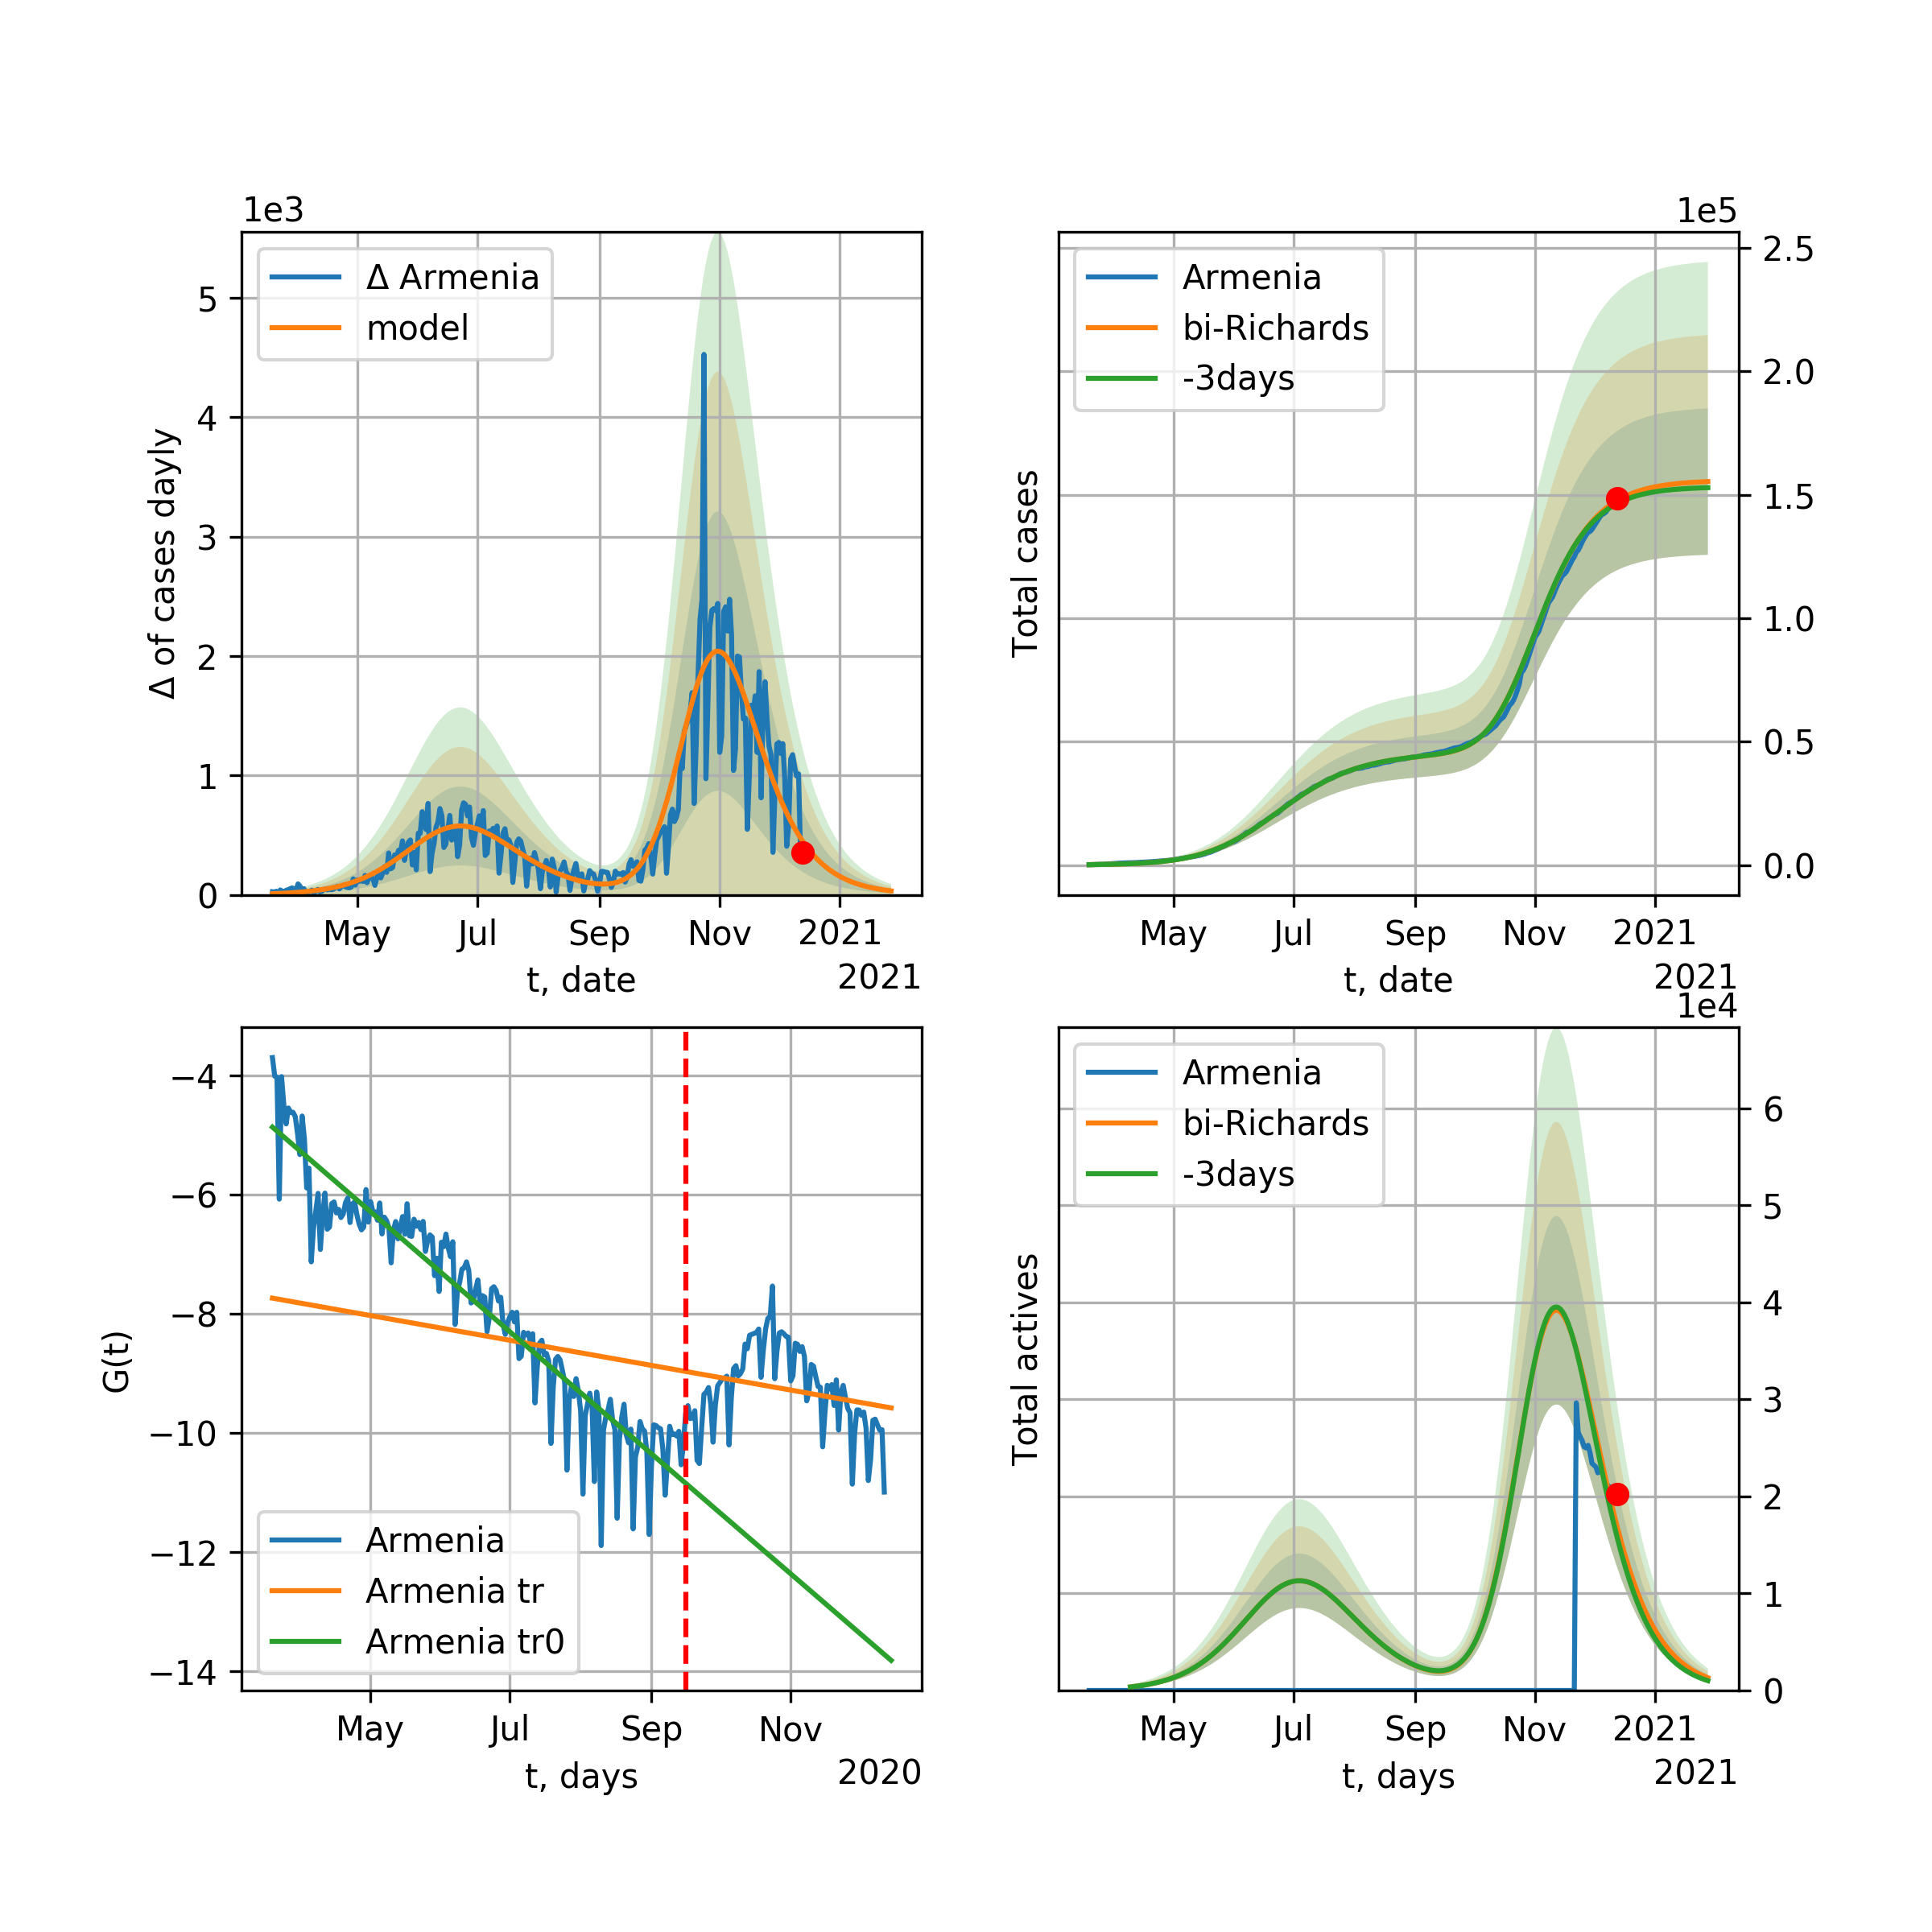 1e3
Δ Armenia
model
5
4
3
2
1
0
Δ of cases dayly
May Jul Sep Nov 2021
t, date
2021
1e5
Armenia
bi-Richards
-3days
2.5
2.0
1.5
1.0
0.5
0.0
Total cases
May Jul Sep Nov 2021
t, date
2021
−4
−6
−8
−10
−12
−14
G(t)
Armenia
Armenia tr
Armenia tr0
May Jul Sep Nov
t, days
2020
1e4
Armenia
bi-Richards
-3days
6
5
4
3
2
1
0
Total actives
May Jul Sep Nov 2021
t, days
2021